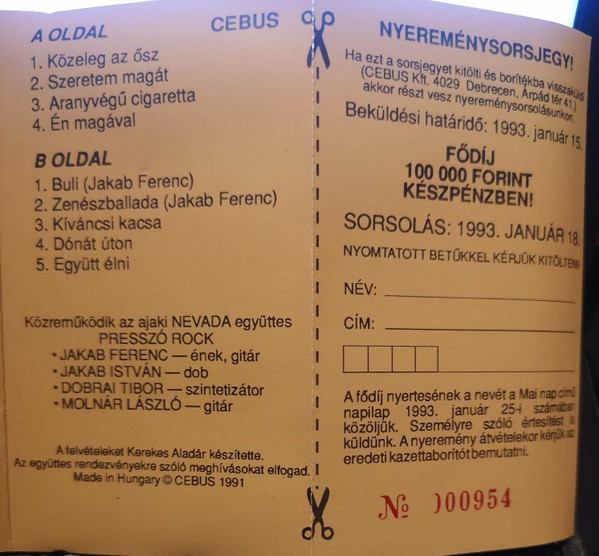 A OLDAL
CEBUS
1. Közeleg az ősz
2. Szeretem magát
3. Aranyvégű cigaretta
4. Én magával
B OLDAL
1. Buli (Jakab Ferenc)
2. Zenészballada (Jakab Ferenc)
3. Kíváncsi kacsa
4. Dónát úton
5. Együtt élni
Közreműködik az ajaki NEVADA együttes
PRESSZÓ ROCK
• JAKAB FERENC — ének, gitár
• JAKAB ISTVÁN — dob
• DOBRAI TIBOR — szintetizátor
• MOLNÁR LÁSZLÓ — gitár
A felvételeket Kerekes Aladár készítette.
Az együttes rendezvényekre szóló meghívásokat elfogad.
Made in Hungary © CEBUS 1991
NYEREMÉNYSORSJEGY!
Ha ezt a sorsjegyet kitölti és borítékba visszaküldi
(CEBUS Kft. 4029 Debrecen, Árpád tér 41.)
akkor részt vesz nyereménysorsolásunkon.
Beküldési határidő: 1993. január 15.
FŐDÍJ
100 000 FORINT
KÉSZPÉNZBEN!
SORSOLÁS: 1993. JANUÁR 18.
NYOMTATOTT BETŰKKEL KÉRJÜK KITÖLTENI!
NÉV:
CÍM:
A fődíj nyertesének a nevét a Mai nap című
napilap 1993. január 25-i számában
közöljük. Személyre szóló értesítést is
küldünk. A nyeremény átvételekor kérjük az
eredeti kazettaborítót bemutatni.
№ 000954